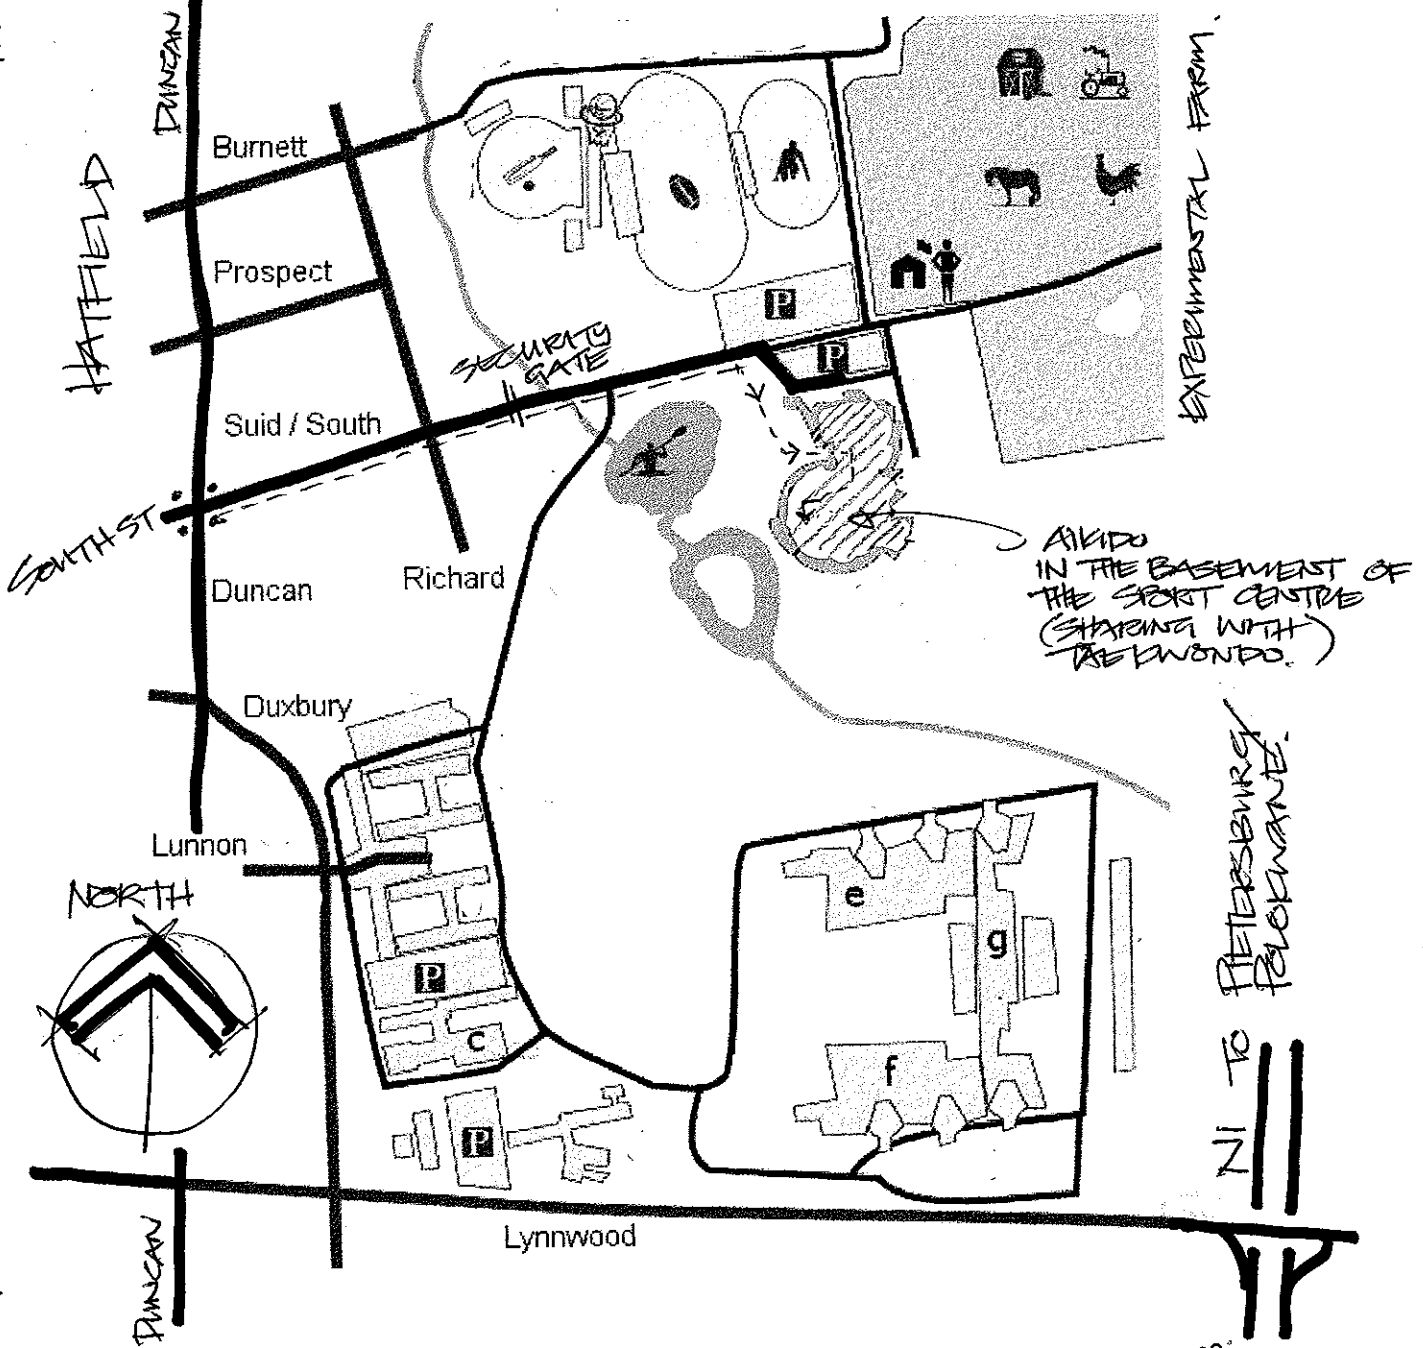 DUNCAN
HATFIELD
Burnett
Prospect
Suid / South
SOUTH ST
SECURITY
GATE
P
P
EXPERIMENTAL FARM.
Duncan
Richard
AIKIDO
IN THE BASEMENT OF
THE SPORT CENTRE
(SHARING WITH)
TAEKWONDO.
Duxbury
Lunnon
NORTH
P
c
P
e
g
f
N1 TO PIETERSBURG/
POLOKWANE.
Lynnwood
DUNCAN